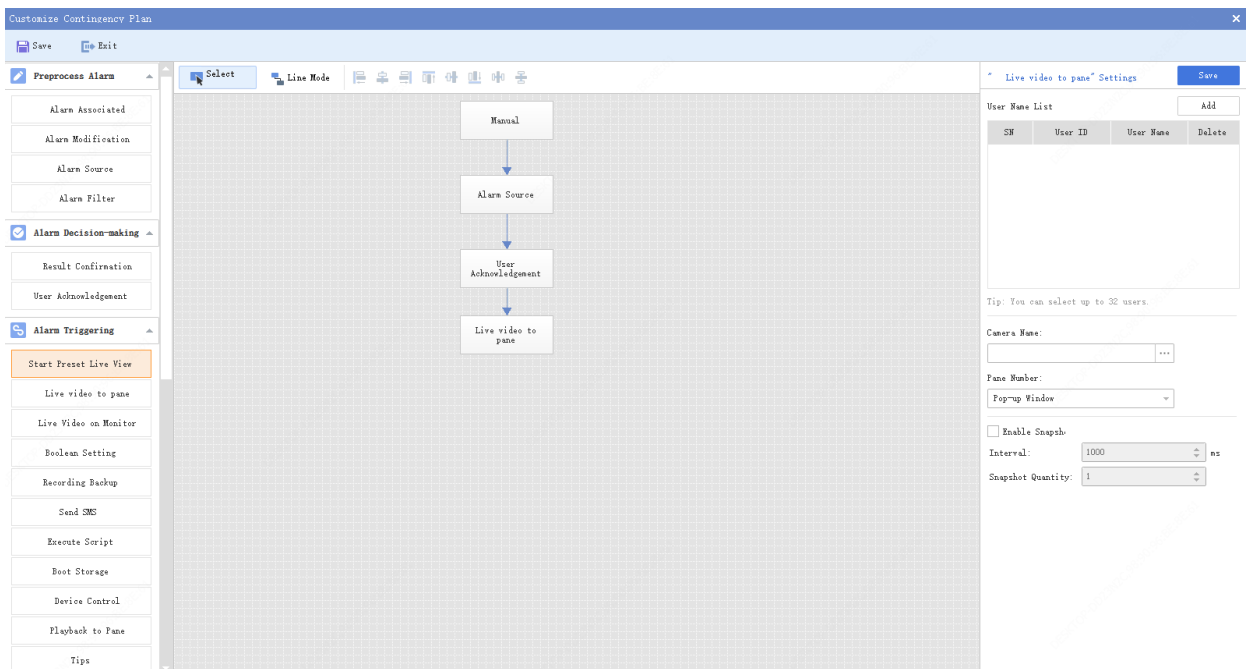 Customize Contingency Plan
Save
Exit
Preprocess Alarm
Alarm Associated
Alarm Modification
Alarm Source
Alarm Filter
Alarm Decision-making
Result Confirmation
User Acknowledgement
Alarm Triggering
Start Preset Live View
Live video to pane
Live Video on Monitor
Boolean Setting
Recording Backup
Send SMS
Execute Script
Boot Storage
Device Control
Playback to Pane
Tips
Select
Line Mode
Manual
Alarm Source
User
Acknowledgement
Live video to
pane
" Live video to pane" Settings
Save
User Name List
Add
SN User ID User Name Delete
Tip: You can select up to 32 users.
Camera Name:
...
Pane Number:
Pop-up Window
Enable Snapsh
Interval: 1000 ms
Snapshot Quantity: 1